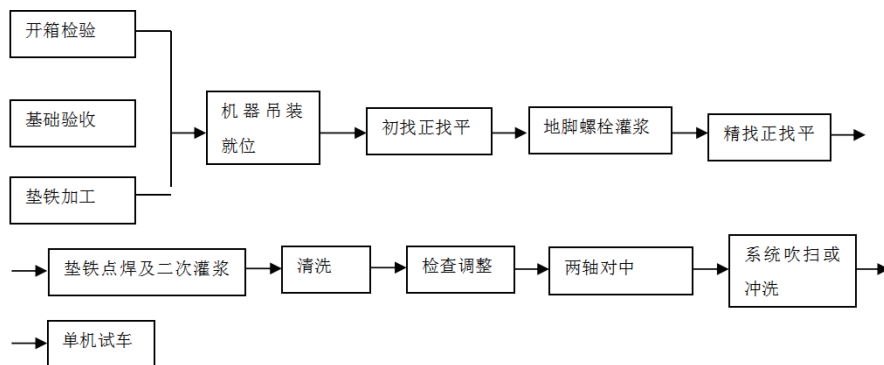 开箱检验
基础验收
垫铁加工
机器吊装
就位
初找正找平
地脚螺栓灌浆
精找正找平
垫铁点焊及二次灌浆
清洗
检查调整
两轴对中
系统吹扫或
冲洗
单机试车